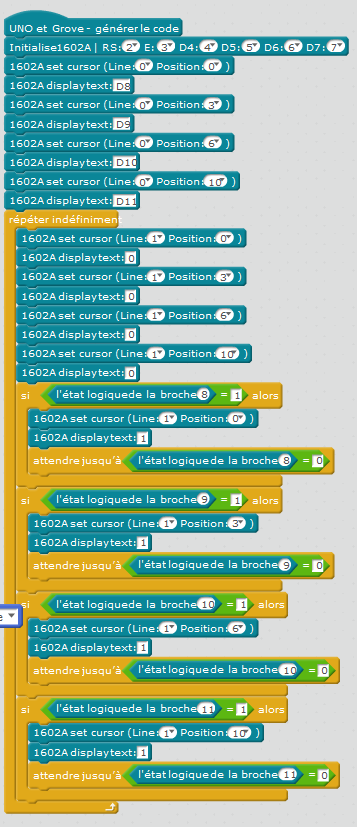 UNO et Grove - générer le code
Initialise1602A | RS: 2 E: 3 D4: 4 D5: 5 D6: 6 D7: 7
1602A set cursor (Line: 0 Position: 0 )
1602A displaytext: D8
1602A set cursor (Line: 0 Position: 3 )
1602A displaytext: D9
1602A set cursor (Line: 0 Position: 6 )
1602A displaytext: D10
1602A set cursor (Line: 0 Position: 10 )
1602A displaytext: D11
répéter indéfiniment
1602A set cursor (Line: 1 Position: 0 )
1602A displaytext: 0
1602A set cursor (Line: 1 Position: 3 )
1602A displaytext: 0
1602A set cursor (Line: 1 Position: 6 )
1602A displaytext: 0
1602A set cursor (Line: 1 Position: 10 )
1602A displaytext: 0
si l'état logique de la broche 8 = 1 alors
1602A set cursor (Line: 1 Position: 0 )
1602A displaytext: 1
attendre jusqu'à l'état logique de la broche 8 = 0
si l'état logique de la broche 9 = 1 alors
1602A set cursor (Line: 1 Position: 3 )
1602A displaytext: 1
attendre jusqu'à l'état logique de la broche 9 = 0
si l'état logique de la broche 10 = 1 alors
1602A set cursor (Line: 1 Position: 6 )
1602A displaytext: 1
attendre jusqu'à l'état logique de la broche 10 = 0
si l'état logique de la broche 11 = 1 alors
1602A set cursor (Line: 1 Position: 10 )
1602A displaytext: 1
attendre jusqu'à l'état logique de la broche 11 = 0